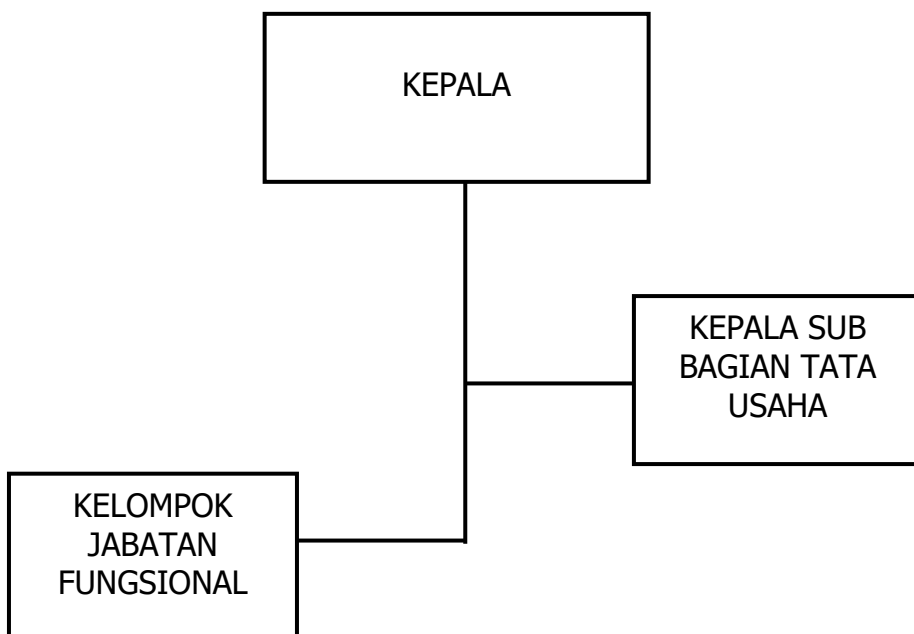 KEPALA
KEPALA SUB
BAGIAN TATA
USAHA
KELOMPOK
JABATAN
FUNGSIONAL